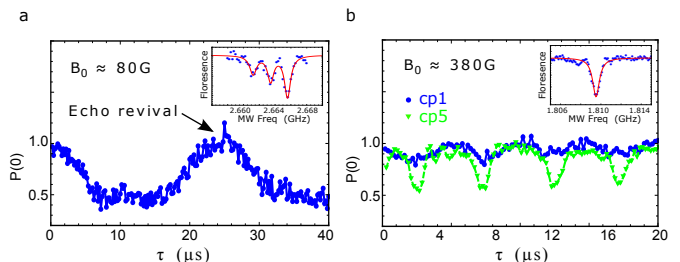 a
B₀ ≈ 80G
Echo revival
Floresence
2.660 2.664 2.668
MW Freq (GHz)
P(0)
1.0
0.5
0 10 20 30 40
τ (μs)
b
B₀ ≈ 380G
cp1
cp5
Floresence
1.806 1.810 1.814
MW Freq (GHz)
P(0)
1.0
0.5
0 4 8 12 16 20
τ (μs)